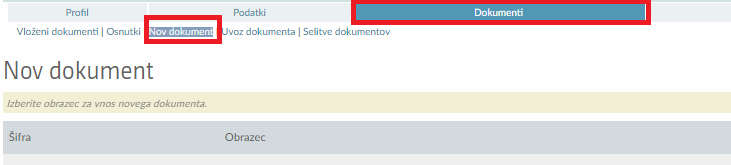 Profil Podatki Dokumenti
Vloženi dokumenti | Osnutki | Nov dokument | Uvoz dokumenta | Selitve dokumentov
Nov dokument
Izberite obrazec za vnos novega dokumenta.
Šifra Obrazec